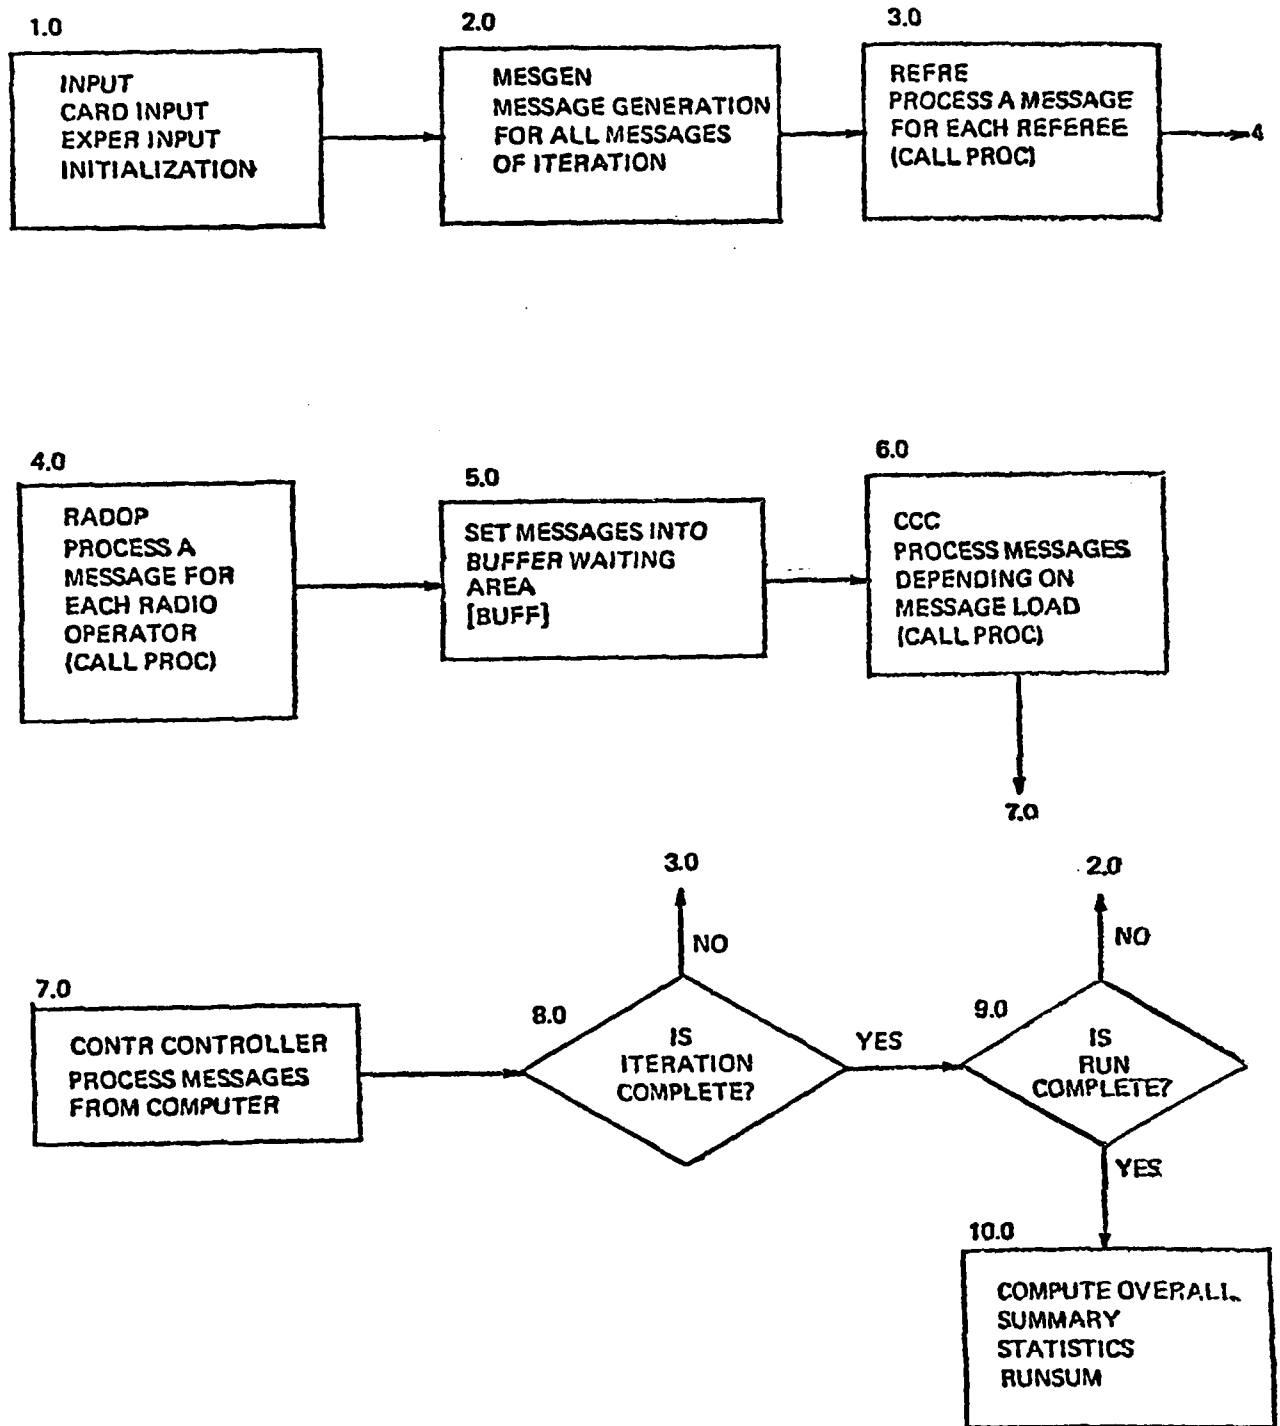 1.0
INPUT
CARD INPUT
EXPER INPUT
INITIALIZATION
2.0
MESGEN
MESSAGE GENERATION
FOR ALL MESSAGES
OF ITERATION
3.0
REFRE
PROCESS A MESSAGE
FOR EACH REFEREE
(CALL PROC)
4
4.0
RADOP
PROCESS A
MESSAGE FOR
EACH RADIO
OPERATOR
(CALL PROC)
5.0
SET MESSAGES INTO
BUFFER WAITING
AREA
[BUFF]
6.0
CCC
PROCESS MESSAGES
DEPENDING ON
MESSAGE LOAD
(CALL PROC)
7.0
7.0
CONTR CONTROLLER
PROCESS MESSAGES
FROM COMPUTER
3.0
NO
8.0
IS
ITERATION
COMPLETE?
YES
2.0
NO
9.0
IS
RUN
COMPLETE?
YES
10.0
COMPUTE OVERALL
SUMMARY
STATISTICS
RUNSUM